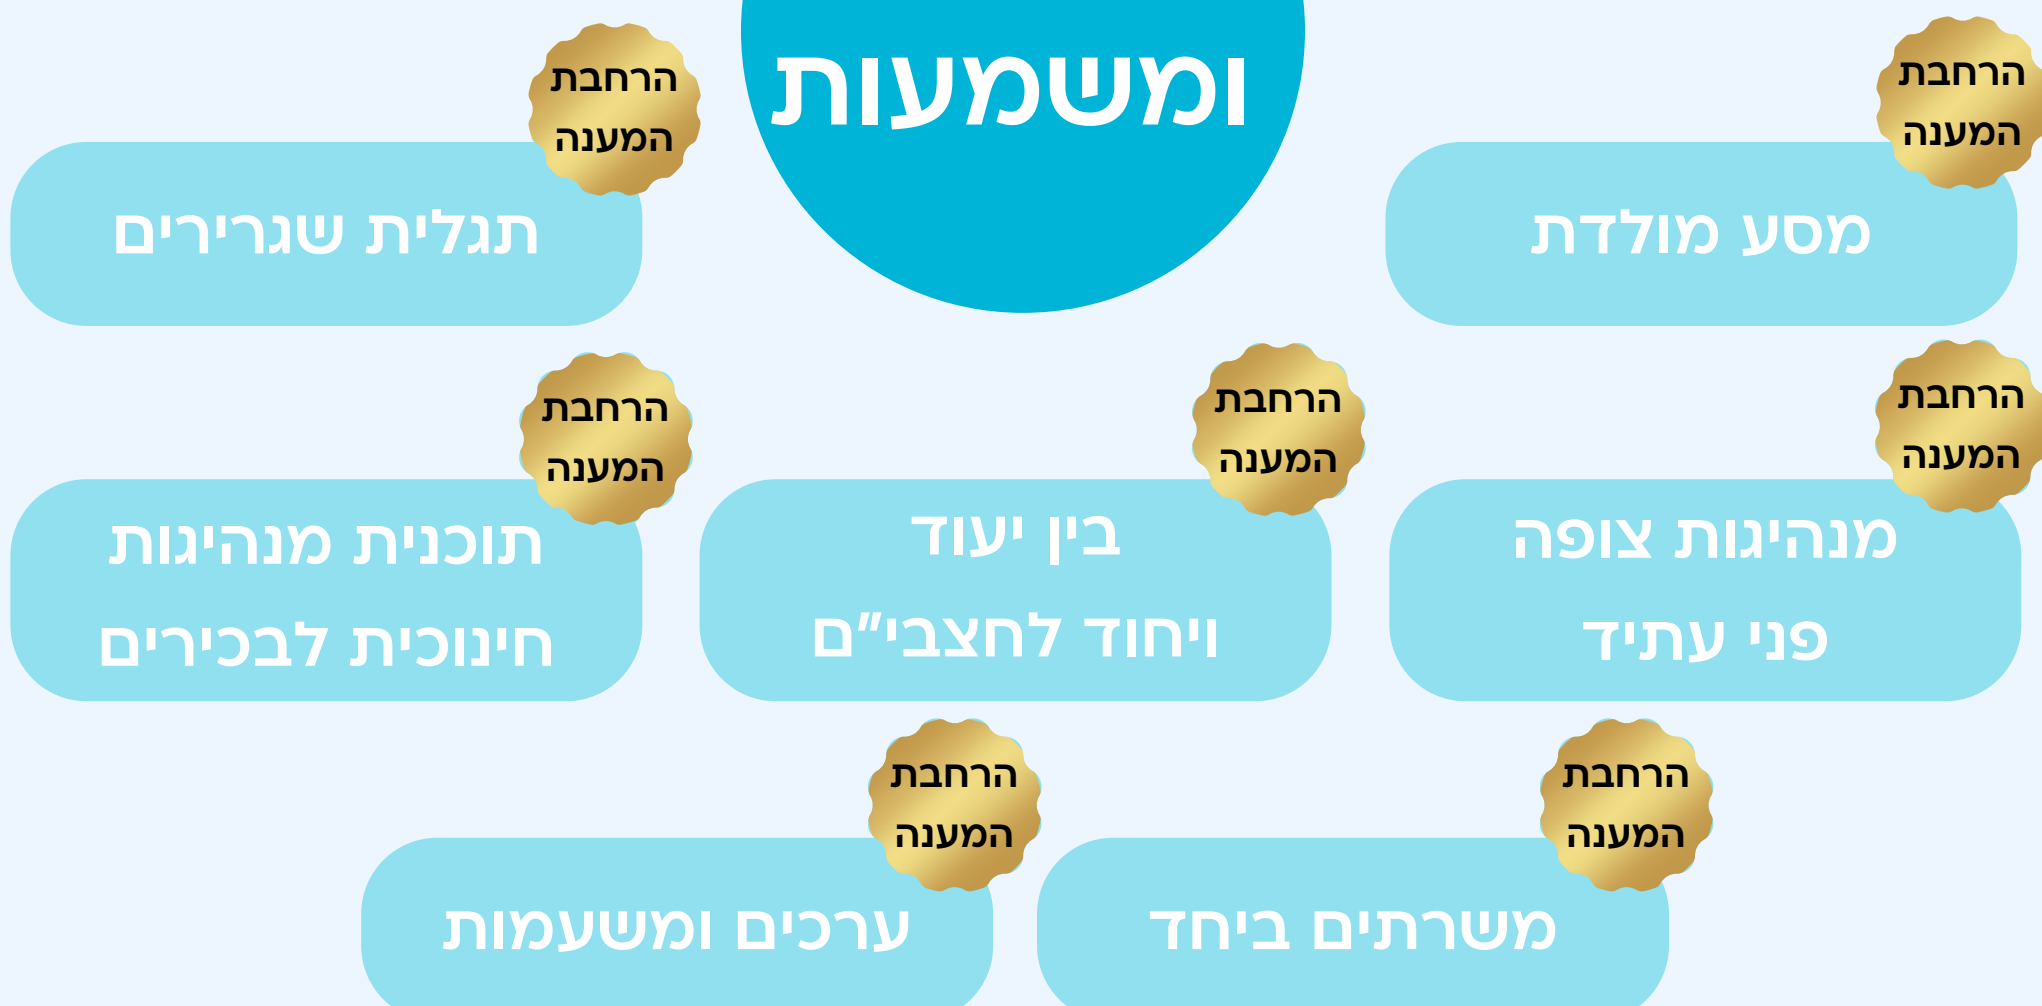 ומשמעות
הרחבת
המענה
מסע מולדת
הרחבת
המענה
תגלית שגרירים
הרחבת
המענה
מנהיגות צופה
פני עתיד
הרחבת
המענה
בין יעוד
ויחוד לחצבי״ם
הרחבת
המענה
תוכנית מנהיגות
חינוכית לבכירים
הרחבת
המענה
משרתים ביחד
הרחבת
המענה
ערכים ומשעמות